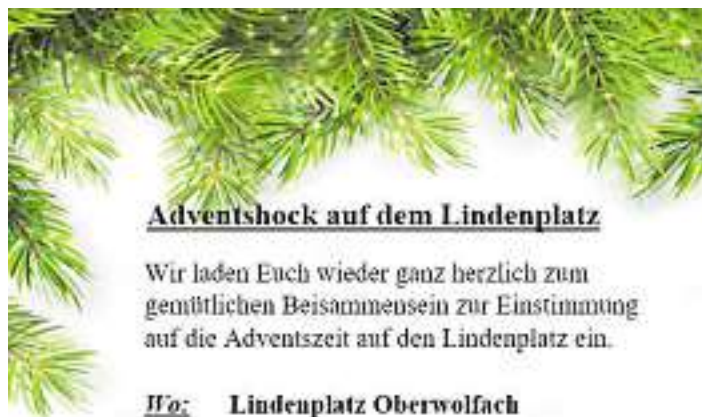 Adventshock auf dem Lindenplatz
Wir laden Euch wieder ganz herzlich zum
gemütlichen Beisammensein zur Einstimmung
auf die Adventszeit auf den Lindenplatz ein.
Wo: Lindenplatz Oberwolfach